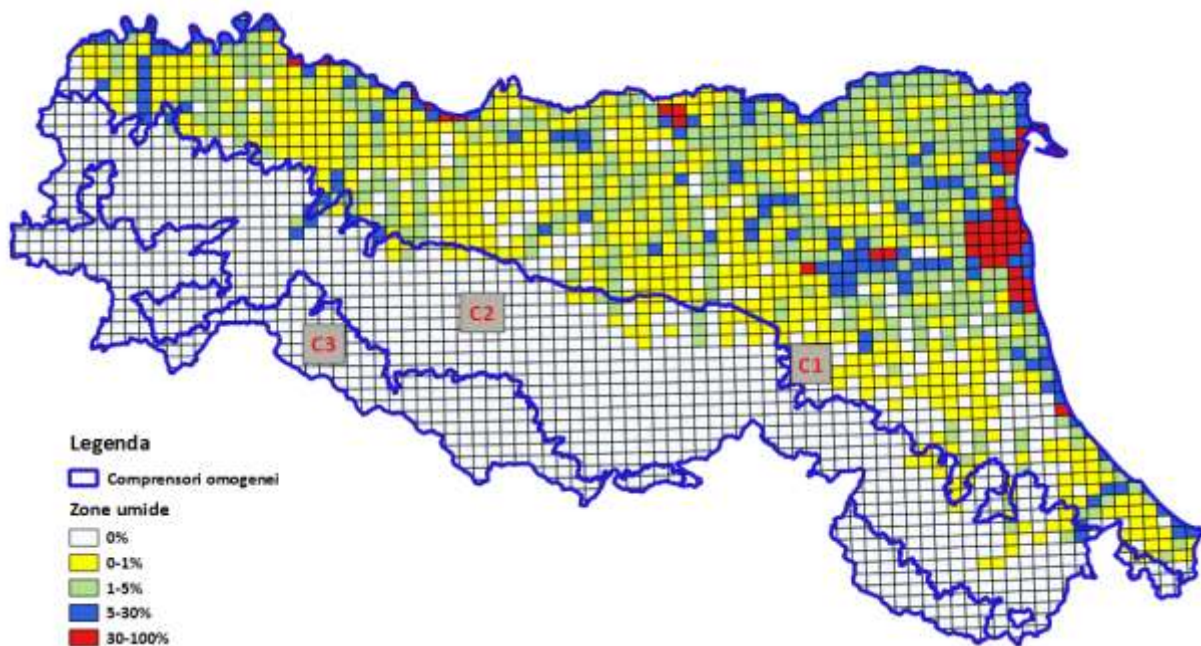 C2
C3
C1
Legenda
Comprensori omogenei
Zone umide
0%
0-1%
1-5%
5-30%
30-100%